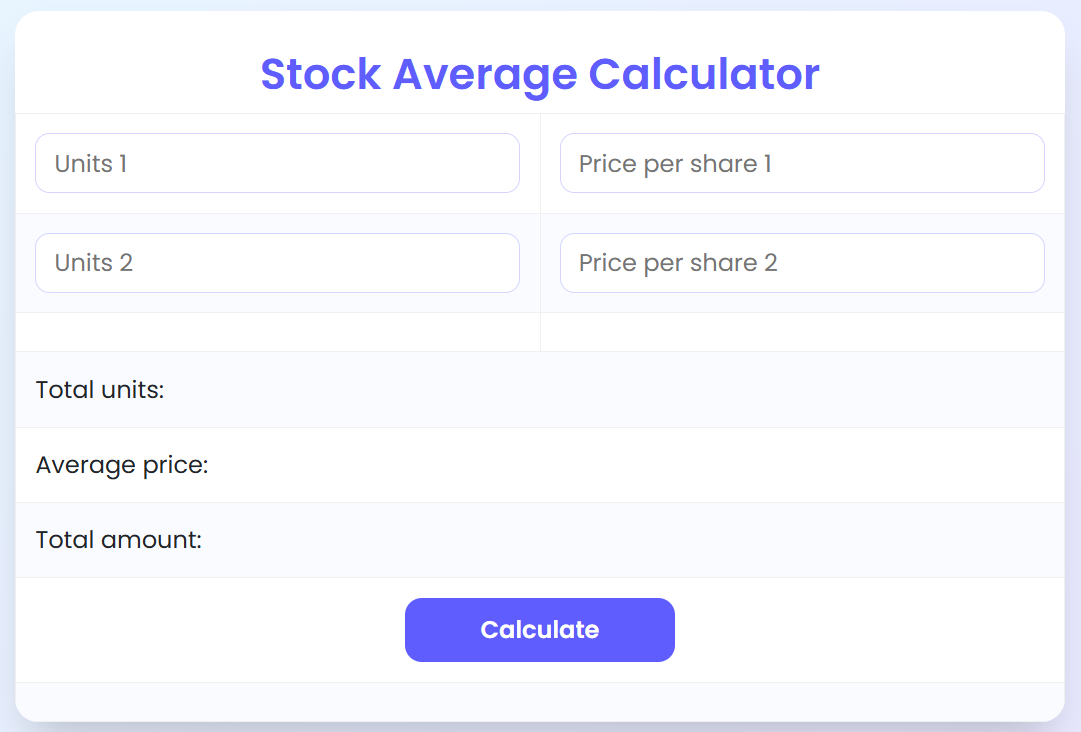 Stock Average Calculator
Units 1 Price per share 1
Units 2 Price per share 2
Total units:
Average price:
Total amount:
Calculate